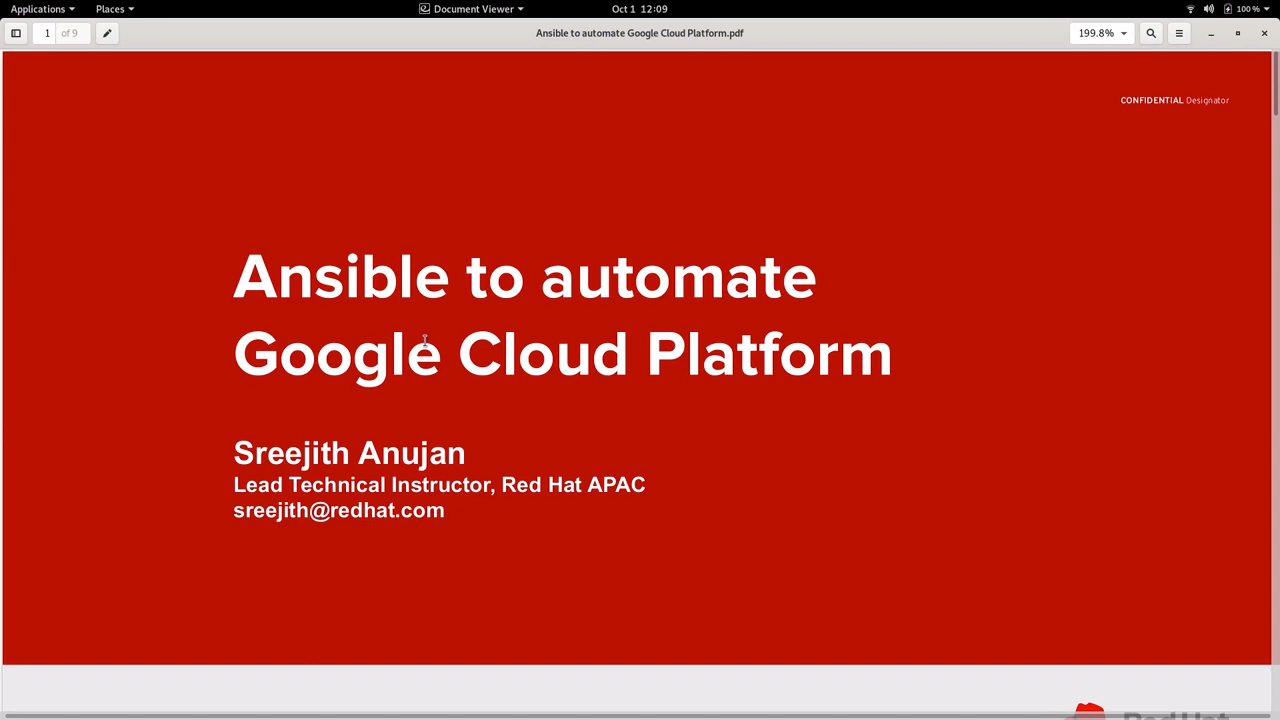 Applications Places Document Viewer Oct 1 12:09 100 %
1 of 9 Ansible to automate Google Cloud Platform.pdf 199.8%
CONFIDENTIAL Designator
Ansible to automate
Google Cloud Platform
Sreejith Anujan
Lead Technical Instructor, Red Hat APAC
sreejith@redhat.com
Red Hat